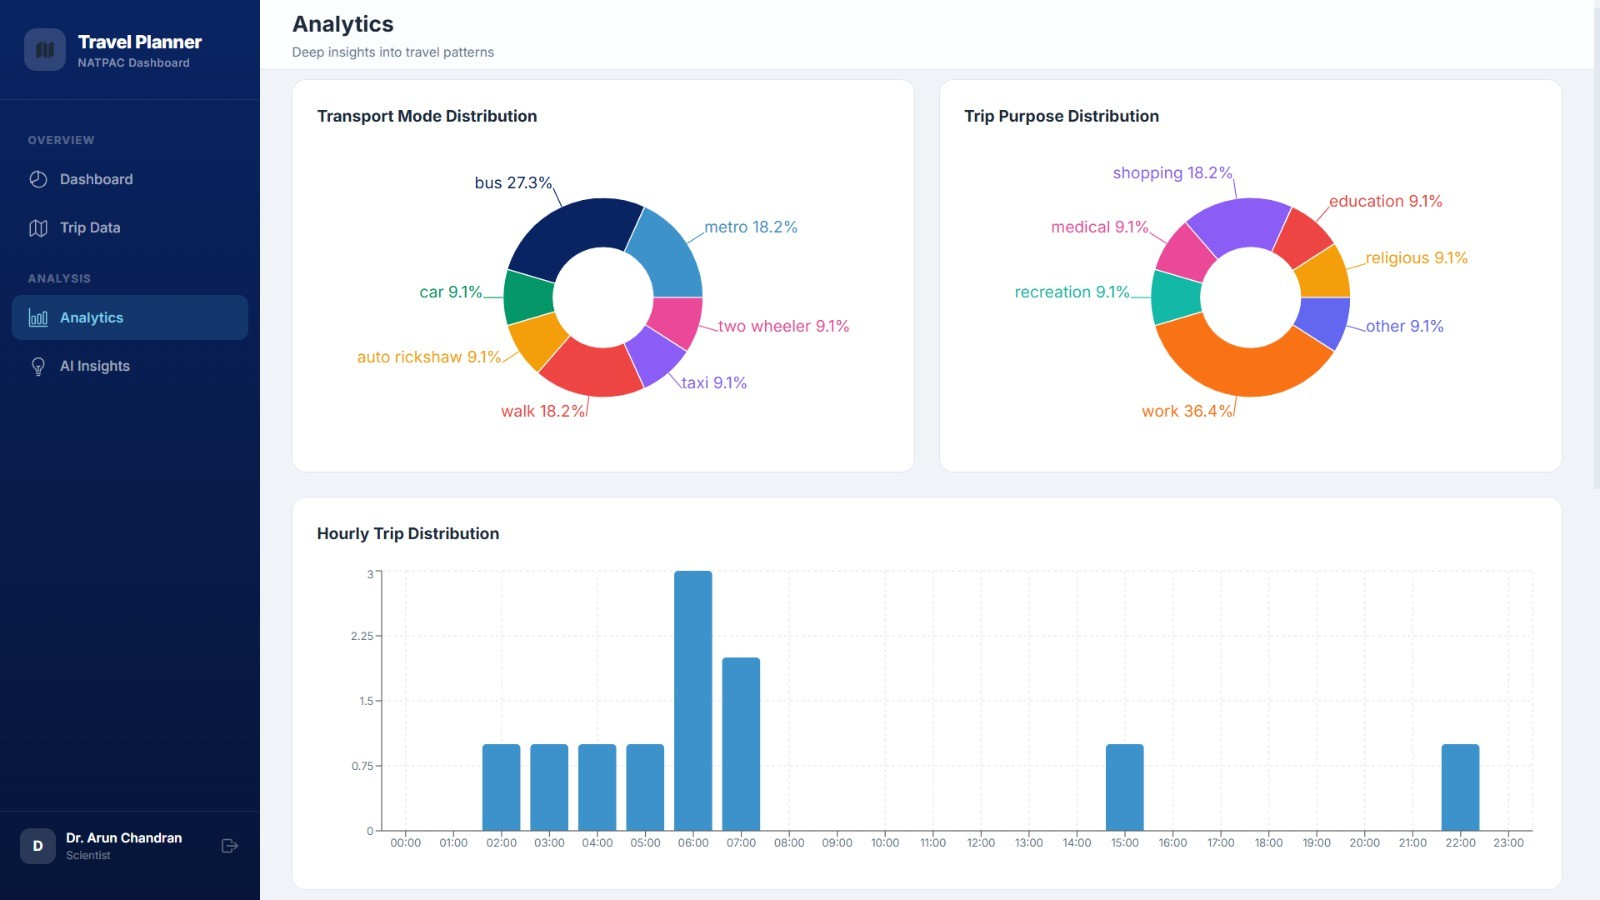 Travel Planner
NATPAC Dashboard
OVERVIEW
Dashboard
Trip Data
ANALYSIS
Analytics
AI Insights
D
Dr. Arun Chandran
Scientist
Analytics
Deep insights into travel patterns
Transport Mode Distribution
bus 27.3%
metro 18.2%
car 9.1%
two wheeler 9.1%
auto rickshaw 9.1%
taxi 9.1%
walk 18.2%
Trip Purpose Distribution
shopping 18.2%
education 9.1%
medical 9.1%
religious 9.1%
recreation 9.1%
other 9.1%
work 36.4%
Hourly Trip Distribution
3
2.25
1.5
0.75
0
00:00 01:00 02:00 03:00 04:00 05:00 06:00 07:00 08:00 09:00 10:00 11:00 12:00 13:00 14:00 15:00 16:00 17:00 18:00 19:00 20:00 21:00 22:00 23:00